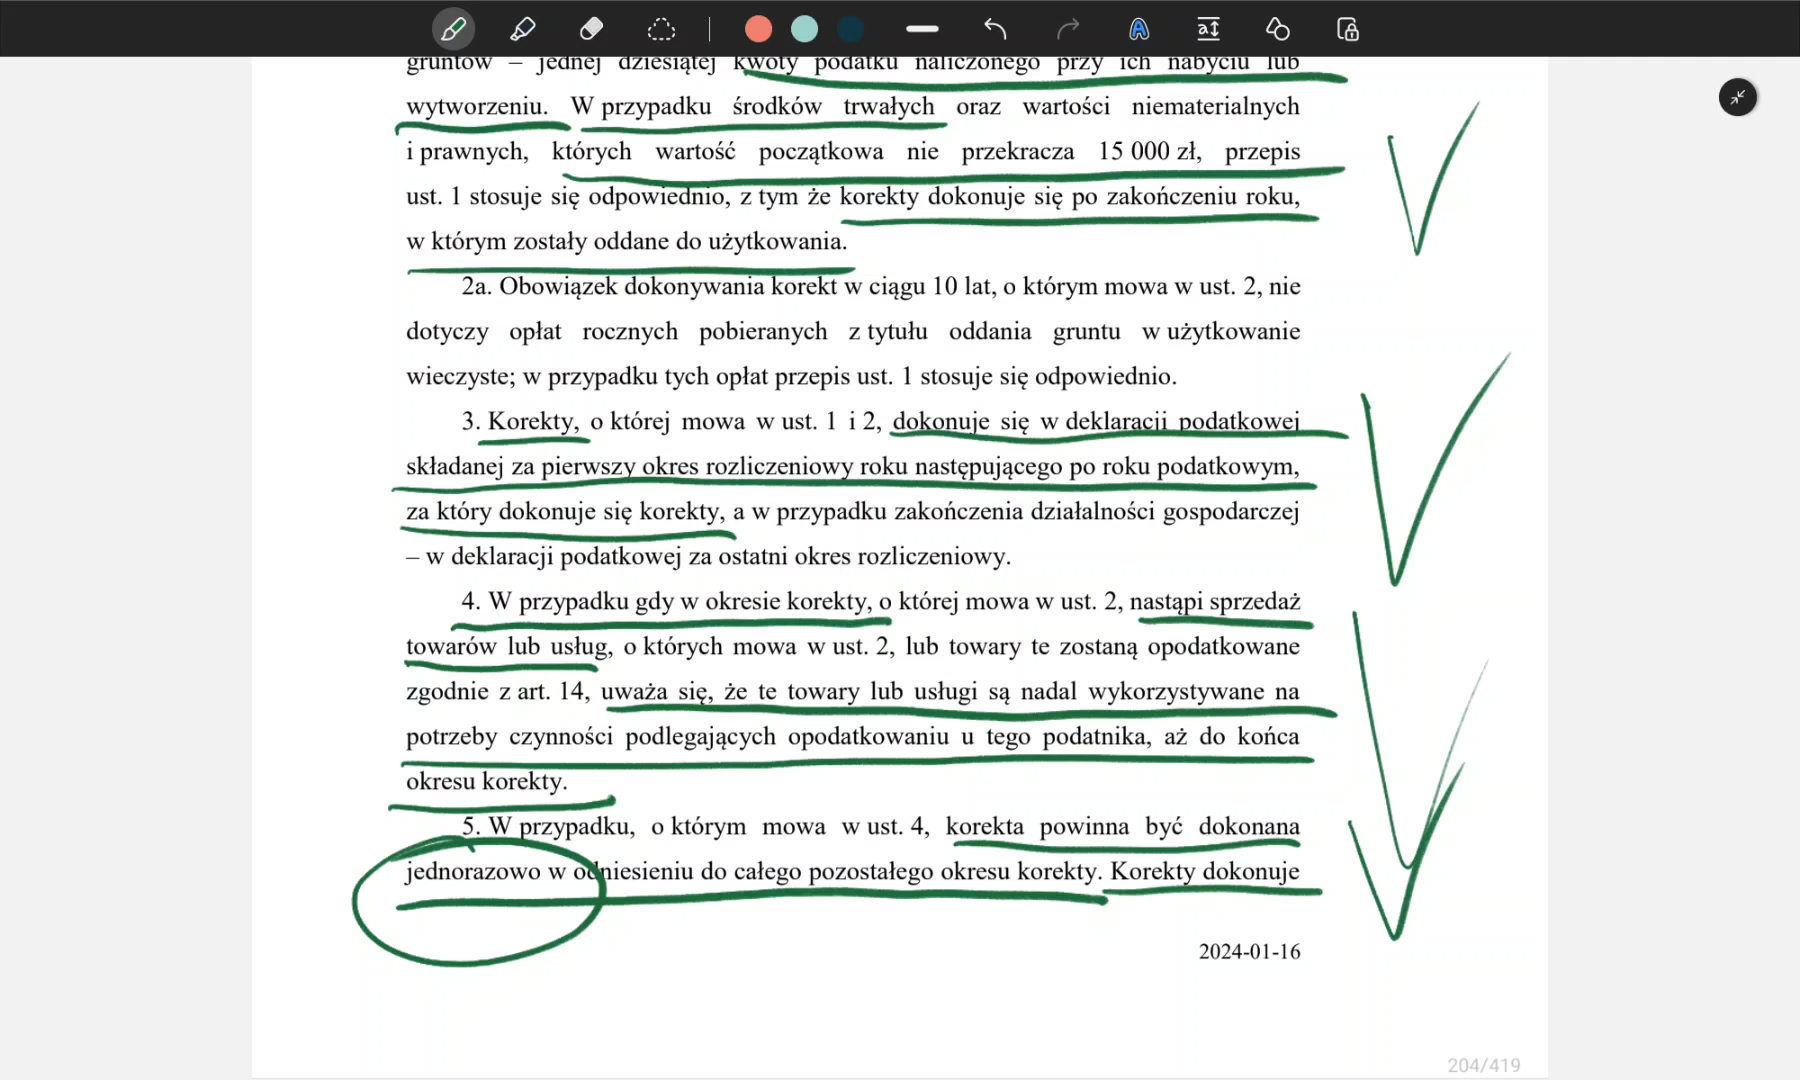 gruntów – jednej dziesiątej kwoty podatku naliczonego przy ich nabyciu lub
wytworzeniu. W przypadku środków trwałych oraz wartości niematerialnych
i prawnych, których wartość początkowa nie przekracza 15 000 zł, przepis
ust. 1 stosuje się odpowiednio, z tym że korekty dokonuje się po zakończeniu roku,
w którym zostały oddane do użytkowania.
2a. Obowiązek dokonywania korekt w ciągu 10 lat, o którym mowa w ust. 2, nie
dotyczy opłat rocznych pobieranych z tytułu oddania gruntu w użytkowanie
wieczyste; w przypadku tych opłat przepis ust. 1 stosuje się odpowiednio.
3. Korekty, o której mowa w ust. 1 i 2, dokonuje się w deklaracji podatkowej
składanej za pierwszy okres rozliczeniowy roku następującego po roku podatkowym,
za który dokonuje się korekty, a w przypadku zakończenia działalności gospodarczej
– w deklaracji podatkowej za ostatni okres rozliczeniowy.
4. W przypadku gdy w okresie korekty, o której mowa w ust. 2, nastąpi sprzedaż
towarów lub usług, o których mowa w ust. 2, lub towary te zostaną opodatkowane
zgodnie z art. 14, uważa się, że te towary lub usługi są nadal wykorzystywane na
potrzeby czynności podlegających opodatkowaniu u tego podatnika, aż do końca
okresu korekty.
5. W przypadku, o którym mowa w ust. 4, korekta powinna być dokonana
jednorazowo w odniesieniu do całego pozostałego okresu korekty. Korekty dokonuje
2024-01-16
204/419